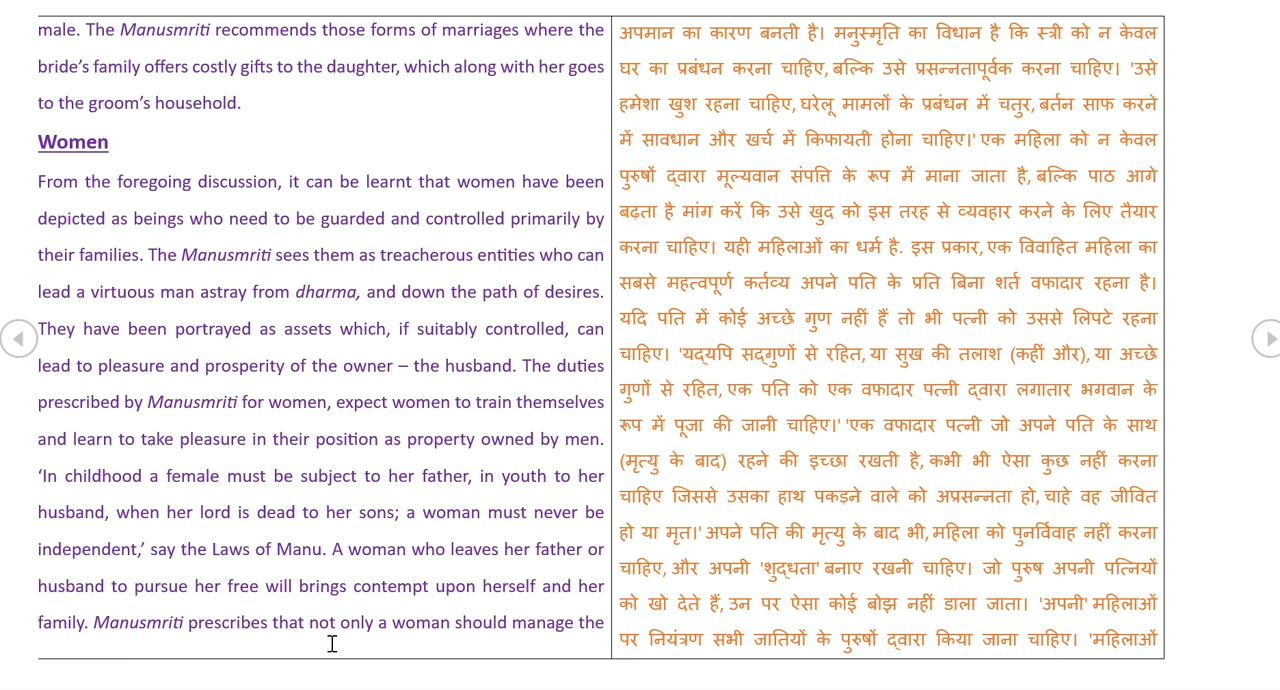 male. The Manusmriti recommends those forms of marriages where the
bride’s family offers costly gifts to the daughter, which along with her goes
to the groom’s household.
Women
From the foregoing discussion, it can be learnt that women have been
depicted as beings who need to be guarded and controlled primarily by
their families. The Manusmriti sees them as treacherous entities who can
lead a virtuous man astray from dharma, and down the path of desires.
They have been portrayed as assets which, if suitably controlled, can
lead to pleasure and prosperity of the owner – the husband. The duties
prescribed by Manusmriti for women, expect women to train themselves
and learn to take pleasure in their position as property owned by men.
‘In childhood a female must be subject to her father, in youth to her
husband, when her lord is dead to her sons; a woman must never be
independent,’ say the Laws of Manu. A woman who leaves her father or
husband to pursue her free will brings contempt upon herself and her
family. Manusmriti prescribes that not only a woman should manage the
अपमान का कारण बनती है। मनुस्मृति का विधान है कि स्त्री को न केवल
घर का प्रबंधन करना चाहिए, बल्कि उसे प्रसन्नतापूर्वक करना चाहिए। 'उसे
हमेशा खुश रहना चाहिए, घरेलू मामलों के प्रबंधन में चतुर, बर्तन साफ करने
में सावधान और खर्च में किफायती होना चाहिए।' एक महिला को न केवल
पुरुषों द्वारा मूल्यवान संपत्ति के रूप में माना जाता है, बल्कि पाठ आगे
बढ़ता है मांग करें कि उसे खुद को इस तरह से व्यवहार करने के लिए तैयार
करना चाहिए। यही महिलाओं का धर्म है. इस प्रकार, एक विवाहित महिला का
सबसे महत्वपूर्ण कर्तव्य अपने पति के प्रति बिना शर्त वफादार रहना है।
यदि पति में कोई अच्छे गुण नहीं हैं तो भी पत्नी को उससे लिपटे रहना
चाहिए। 'यद्यपि सद्गुणों से रहित, या सुख की तलाश (कहीं और), या अच्छे
गुणों से रहित, एक पति को एक वफादार पत्नी द्वारा लगातार भगवान के
रूप में पूजा की जानी चाहिए।' 'एक वफादार पत्नी जो अपने पति के साथ
(मृत्यु के बाद) रहने की इच्छा रखती है, कभी भी ऐसा कुछ नहीं करना
चाहिए जिससे उसका हाथ पकड़ने वाले को अप्रसन्नता हो, चाहे वह जीवित
हो या मृत।' अपने पति की मृत्यु के बाद भी, महिला को पुनर्विवाह नहीं करना
चाहिए, और अपनी 'शुद्धता' बनाए रखनी चाहिए। जो पुरुष अपनी पत्नियों
को खो देते हैं, उन पर ऐसा कोई बोझ नहीं डाला जाता। 'अपनी' महिलाओं
पर नियंत्रण सभी जातियों के पुरुषों द्वारा किया जाना चाहिए। 'महिलाओं